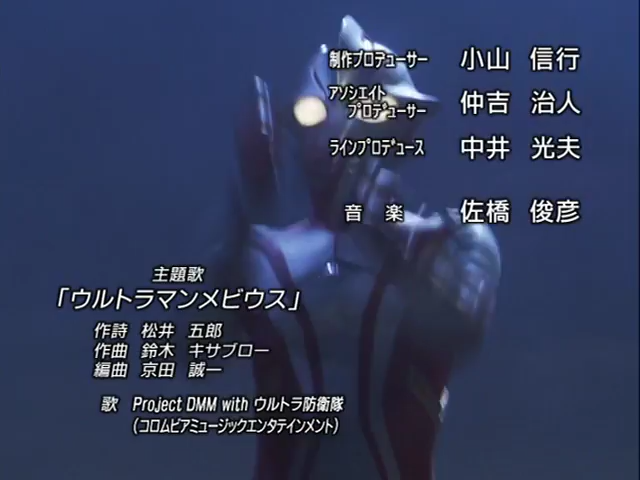 制作プロデューサー 小山 信行
アソシエイト
プロデューサー 仲吉 治人
ラインプロデュース 中井 光夫
音 楽 佐橋 俊彦
主題歌
「ウルトラマンメビウス」
作詩 松井 五郎
作曲 鈴木 キサブロー
編曲 京田 誠一
歌 Project DMM with ウルトラ防衛隊
(コロムビアミュージックエンタテインメント)